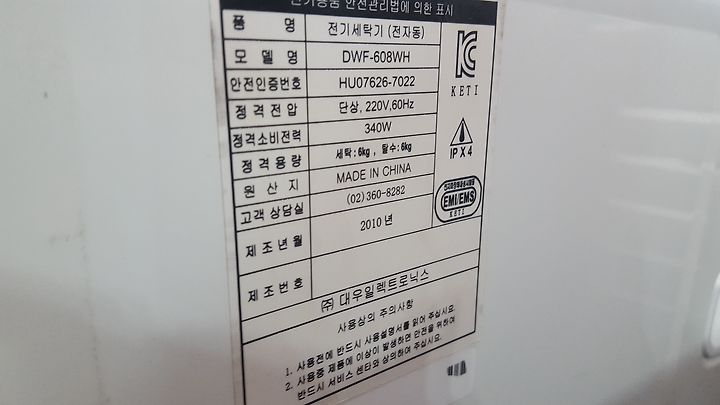 전기용품 안전관리법에 의한 표시
품 명 전기세탁기 (전자동)
모 델 명 DWF-608WH
안전인증번호 HU07626-7022
정 격 전 압 단상, 220V,60Hz
정격소비전력 340W
정 격 용 량 세탁 : 6kg , 탈수 : 6kg
원 산 지 MADE IN CHINA
고객 상담실 (02) 360-8282
제 조 년 월 2010 년
제 조 번 호
KETI
IP X 4
EMI/EMS
KETI
㈜ 대우일렉트로닉스
사용상의 주의사항
1. 사용전에 반드시 사용설명서를 읽어 주십시요.
2. 사용중 제품에 이상이 발생하면 안전을 위하여
반드시 서비스 센타와 상의하여 주십시요.